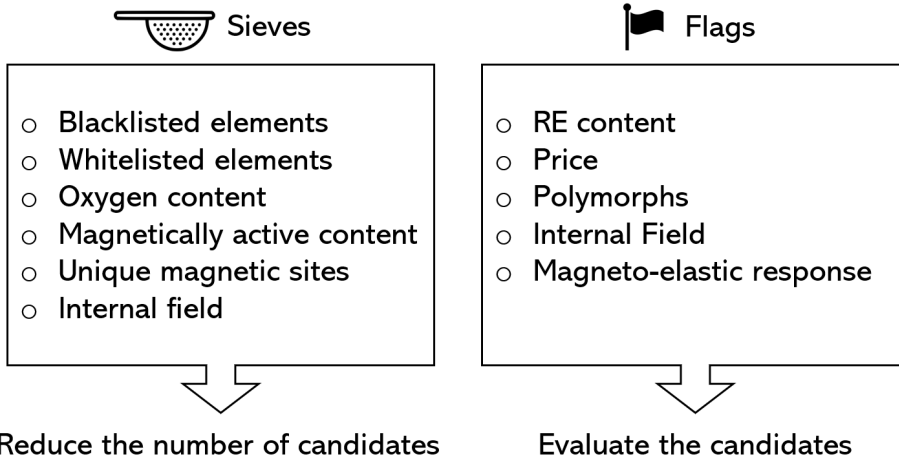 Sieves
Blacklisted elements
Whitelisted elements
Oxygen content
Magnetically active content
Unique magnetic sites
Internal field
Reduce the number of candidates
Flags
RE content
Price
Polymorphs
Internal Field
Magneto-elastic response
Evaluate the candidates